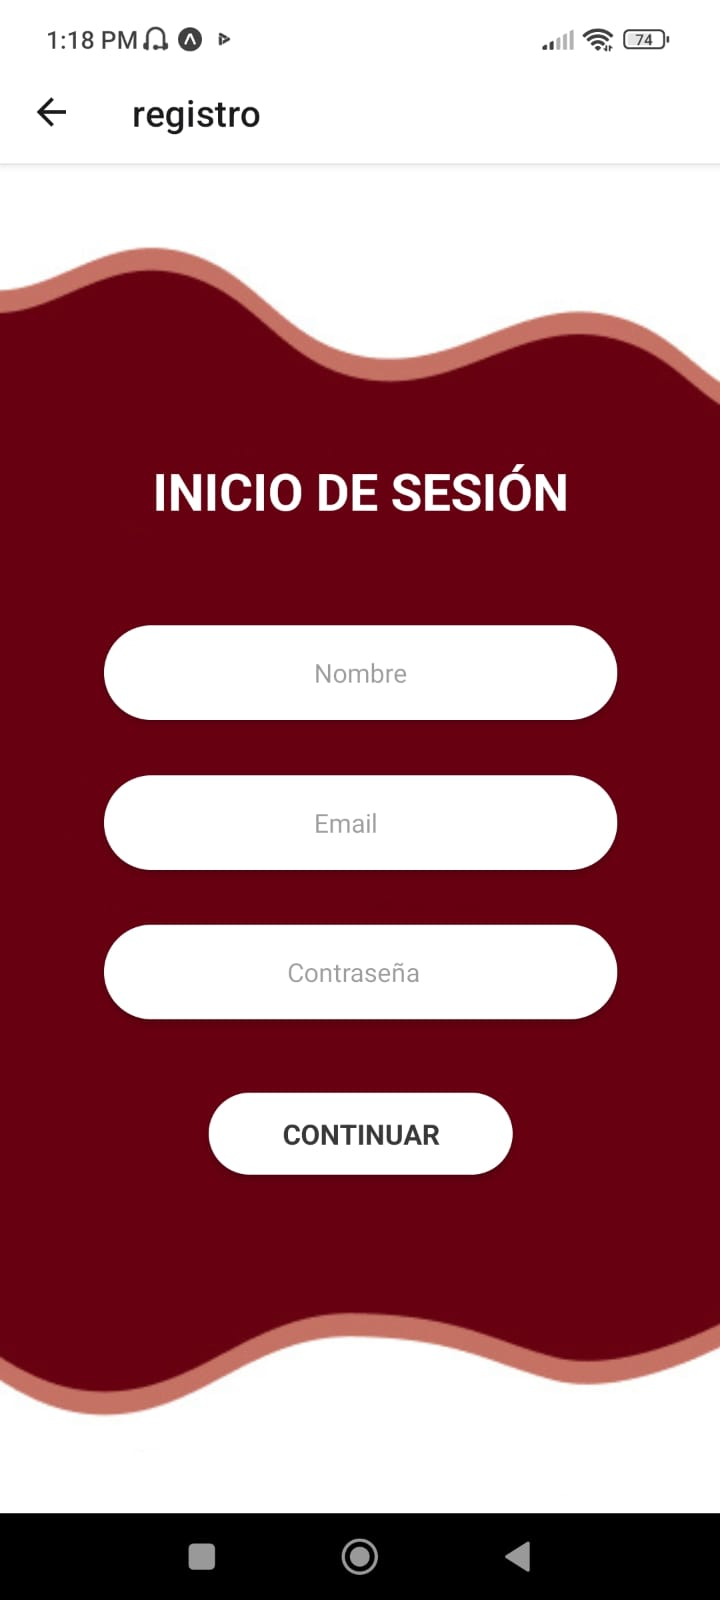 1:18 PM
74
registro
INICIO DE SESIÓN
Nombre
Email
Contraseña
CONTINUAR